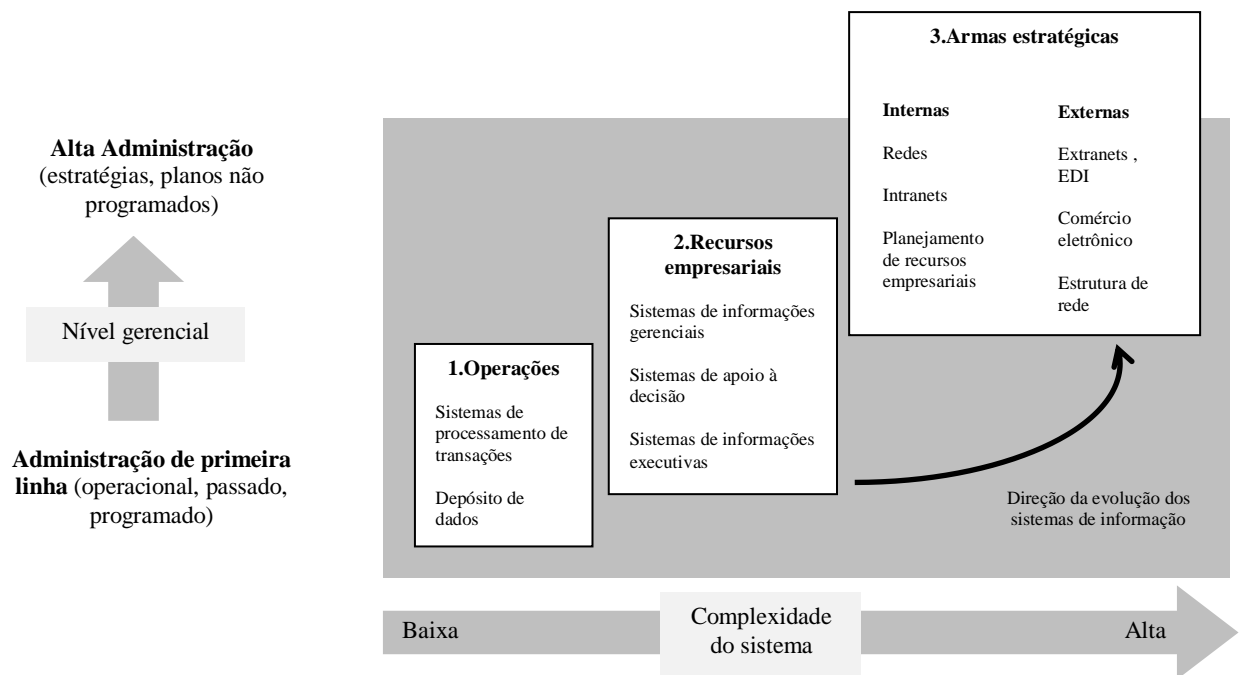 Alta Administração
(estratégias, planos não
programados)
Nível gerencial
Administração de primeira
linha (operacional, passado,
programado)
1.Operações
Sistemas de
processamento de
transações
Depósito de
dados
2.Recursos
empresariais
Sistemas de informações
gerenciais
Sistemas de apoio à
decisão
Sistemas de informações
executivas
3.Armas estratégicas
Internas
Redes
Intranets
Planejamento
de recursos
empresariais
Externas
Extranets ,
EDI
Comércio
eletrônico
Estrutura de
rede
Direção da evolução dos
sistemas de informação
Baixa
Complexidade
do sistema
Alta